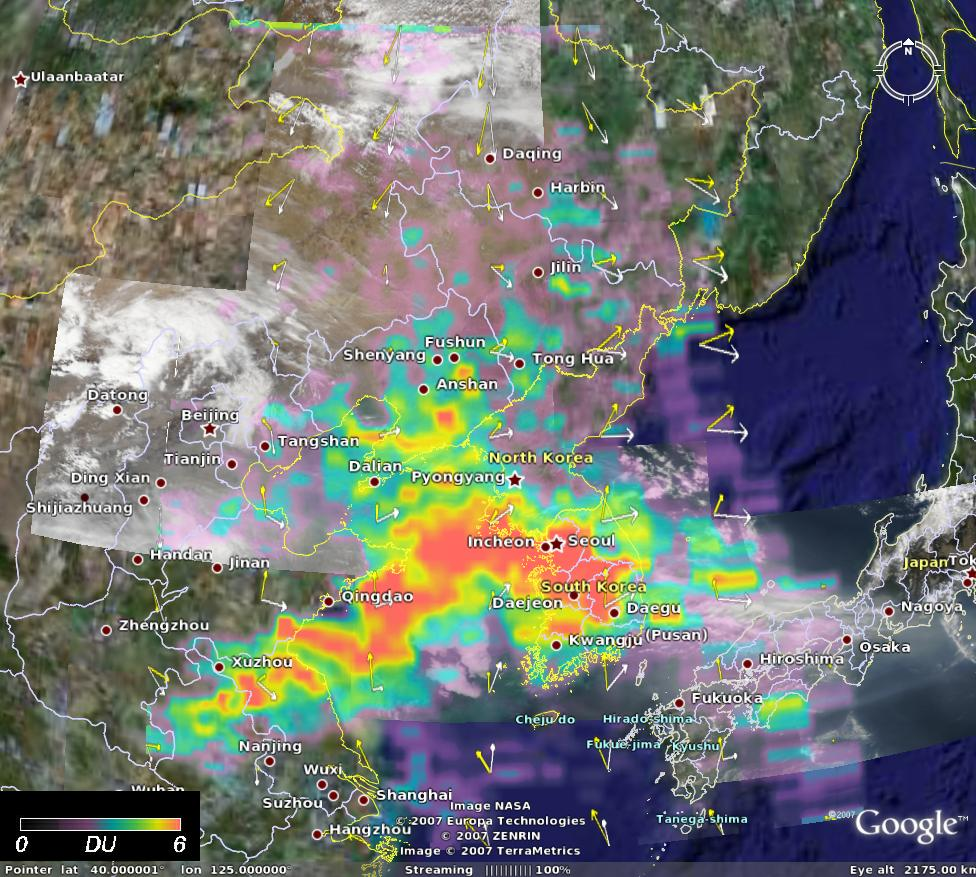 N
Ulaanbaatar
Daqing
Harbin
Jilin
Fushun
Shenyang
Tong Hua
Anshan
Datong
Beijing
Tangshan
Tianjin
North Korea
Dalian
Pyongyang
Ding Xian
Shijiazhuang
Incheon
Seoul
Handan
Jinan
Japan
Tok
South Korea
Qingdao
Daejeon
Daegu
Nagoya
Zhengzhou
Kwangju
(Pusan)
Osaka
Xuzhou
Hiroshima
Fukuoka
Cheju do
Hirado-shima
Nanjing
Fukue-jima
Kyushu
Wuxi
Wuhan
Suzhou
Shanghai
Image NASA
© 2007 Europa Technologies
Tanega-shima
©2007 Google™
Hangzhou
© 2007 ZENRIN
Image © 2007 TerraMetrics
0 DU 6
Pointer lat 40.000001° lon 125.000000° Streaming |||||||||| 100% Eye alt 2175.00 km